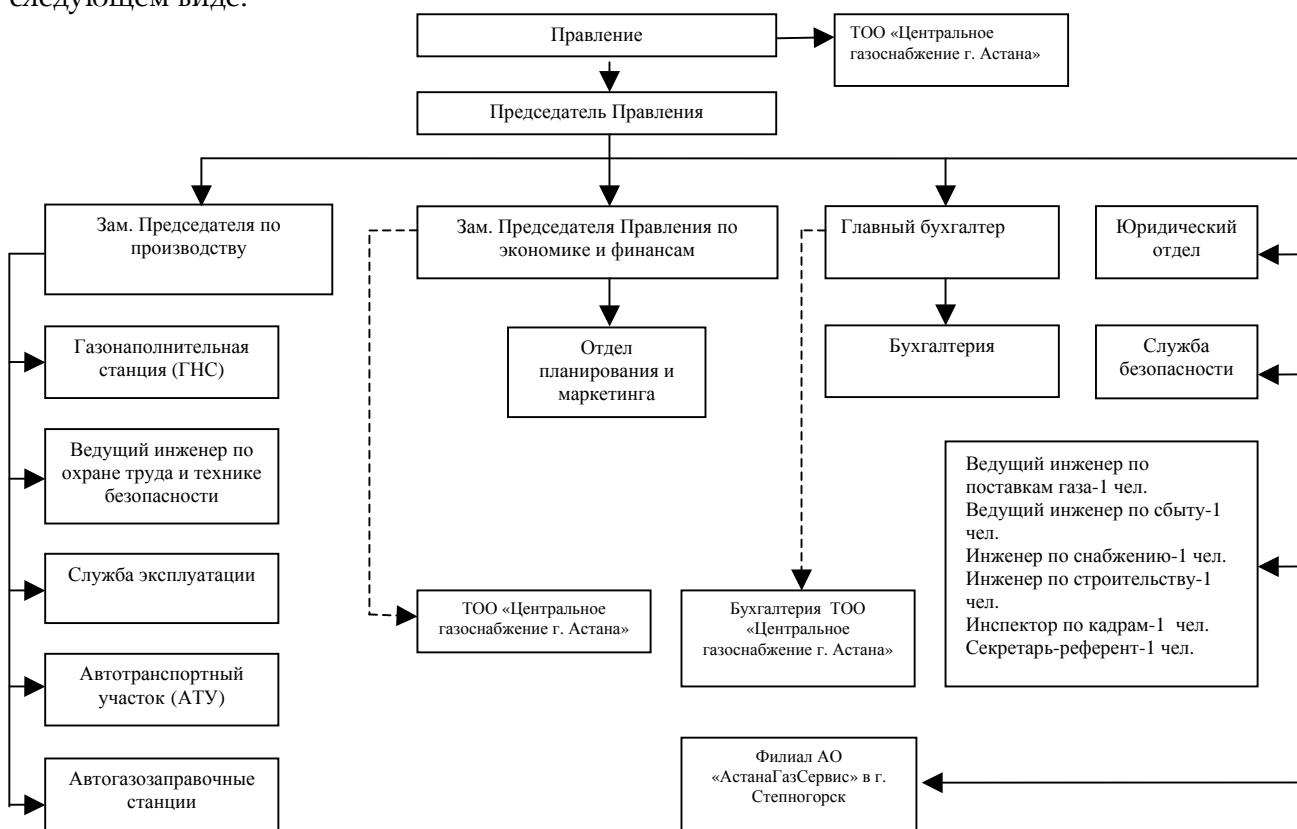 следующем виде.
Правление
ТОО «Центральное
газоснабжение г. Астана»
Председатель Правления
Зам. Председателя по
производству
Зам. Председателя Правления по
экономике и финансам
Главный бухгалтер
Юридический
отдел
Газонаполнительная
станция (ГНС)
Отдел
планирования и
маркетинга
Бухгалтерия
Служба
безопасности
Ведущий инженер по
охране труда и технике
безопасности
Ведущий инженер по
поставкам газа-1 чел.
Ведущий инженер по сбыту-1
чел.
Инженер по снабжению-1 чел.
Инженер по строительству-1
чел.
Инспектор по кадрам-1 чел.
Секретарь-референт-1 чел.
Служба эксплуатации
ТОО «Центральное
газоснабжение г. Астана»
Бухгалтерия ТОО
«Центральное
газоснабжение г. Астана»
Автотранспортный
участок (АТУ)
Автогазозаправочные
станции
Филиал АО
«АстанаГазСервис» в г.
Степногорск